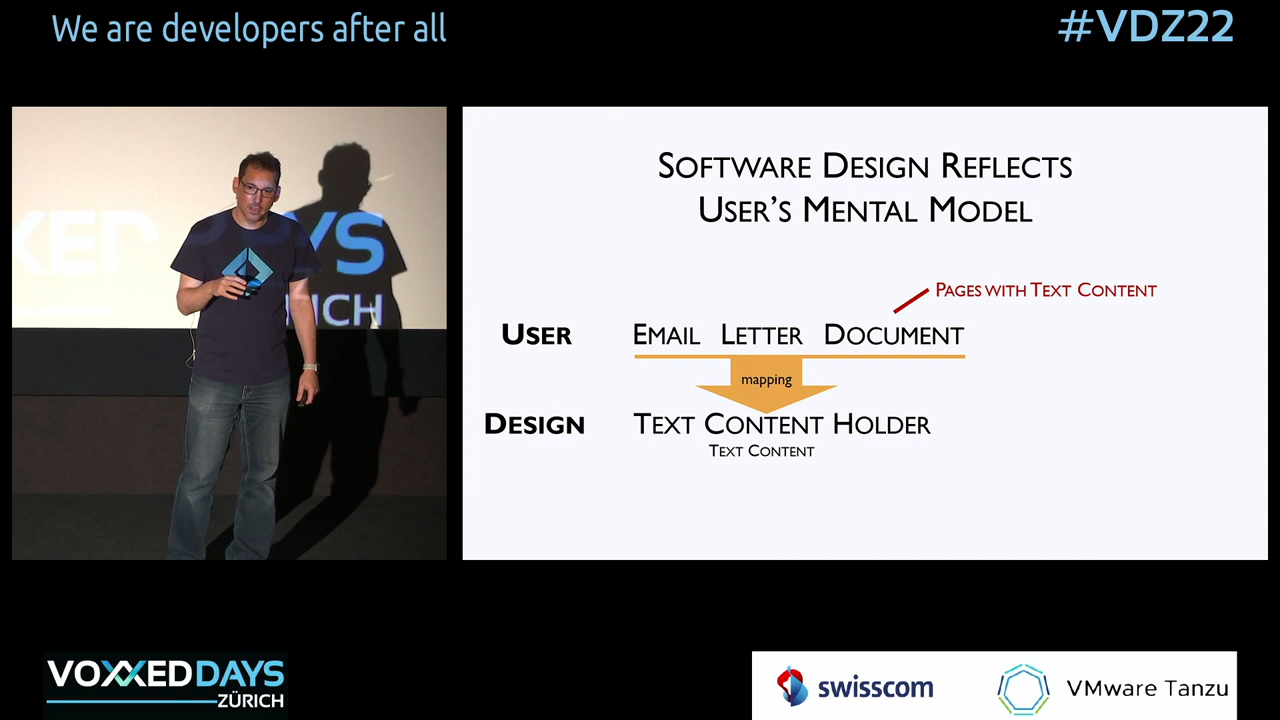 We are developers after all
#VDZ22
SOFTWARE DESIGN REFLECTS
USER'S MENTAL MODEL
PAGES WITH TEXT CONTENT
USER EMAIL LETTER DOCUMENT
mapping
DESIGN TEXT CONTENT HOLDER
TEXT CONTENT
VOXXED DAYS
ZÜRICH
swisscom
VMware Tanzu